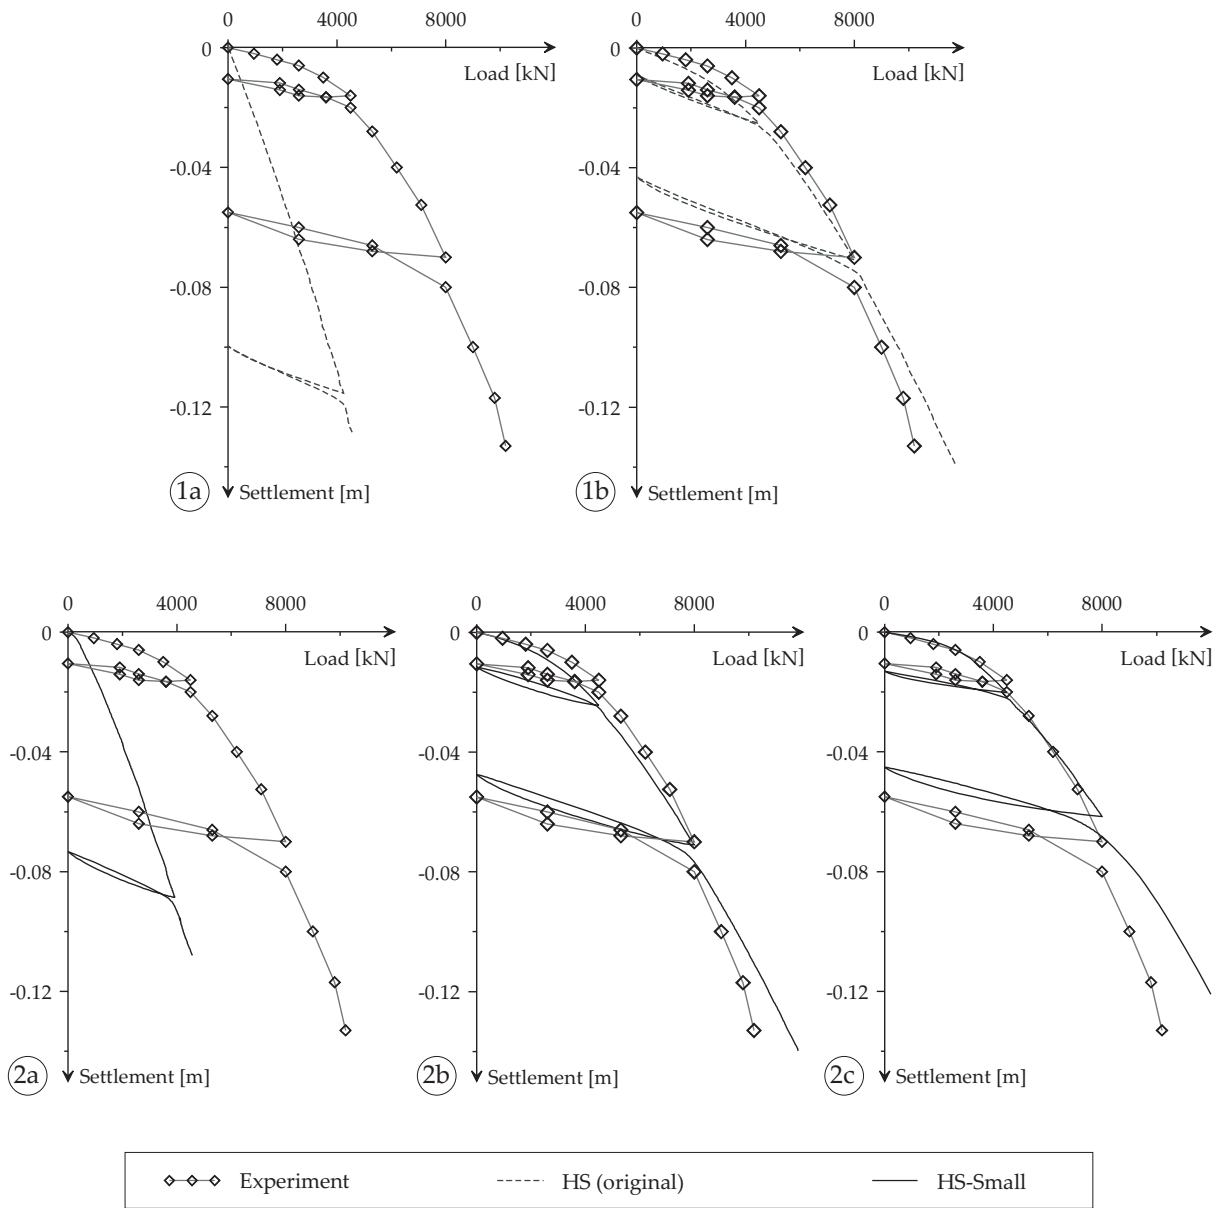 0 4000 8000
0 4000 8000
0
Load [kN]
-0.04
-0.08
-0.12
1a
Settlement [m]
0
Load [kN]
-0.04
-0.08
-0.12
1b
Settlement [m]
0 4000 8000
0 4000 8000
0 4000 8000
0
Load [kN]
-0.04
-0.08
-0.12
2a
Settlement [m]
0
Load [kN]
-0.04
-0.08
-0.12
2b
Settlement [m]
0
Load [kN]
-0.04
-0.08
-0.12
2c
Settlement [m]
Experiment
HS (original)
HS-Small